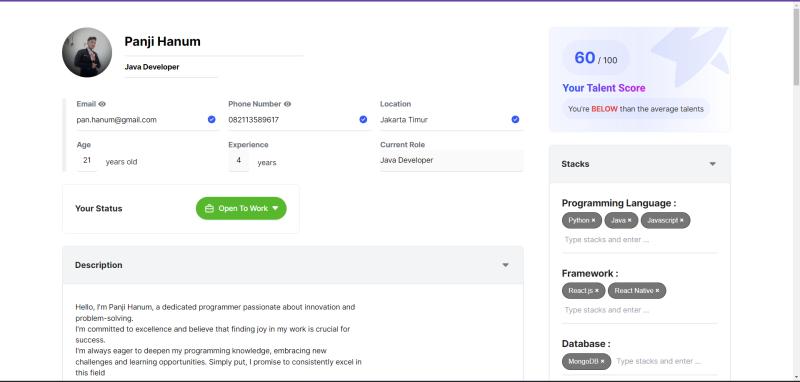 Panji Hanum
Java Developer
Email
pan.hanum@gmail.com
Phone Number
082113589617
Location
Jakarta Timur
Age
21 years old
Experience
4 years
Current Role
Java Developer
Your Status
Open To Work
Description
Hello, I'm Panji Hanum, a dedicated programmer passionate about innovation and
problem-solving.
I'm committed to excellence and believe that finding joy in my work is crucial for
success.
I'm always eager to deepen my programming knowledge, embracing new
challenges and learning opportunities. Simply put, I promise to consistently excel in
this field
60 / 100
Your Talent Score
You're BELOW than the average talents
Stacks
Programming Language :
Python × Java × Javascript ×
Type stacks and enter ...
Framework :
React.js × React Native ×
Type stacks and enter ...
Database :
MongoDB × Type stacks and enter ...